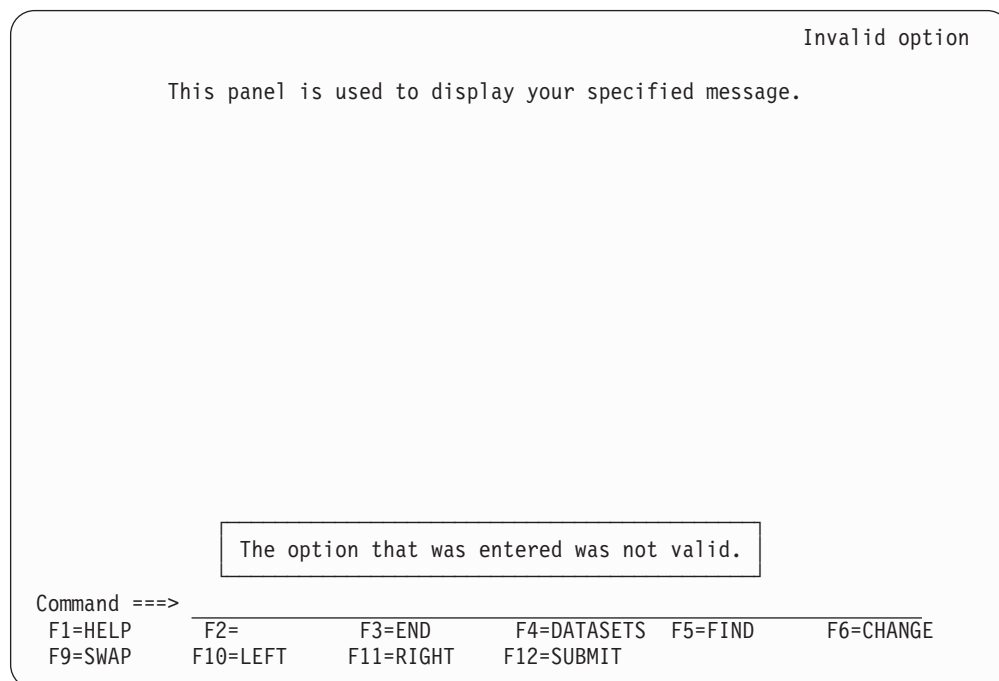 Invalid option
This panel is used to display your specified message.
The option that was entered was not valid.
Command ===>
F1=HELP F2= F3=END F4=DATASETS F5=FIND F6=CHANGE
F9=SWAP F10=LEFT F11=RIGHT F12=SUBMIT